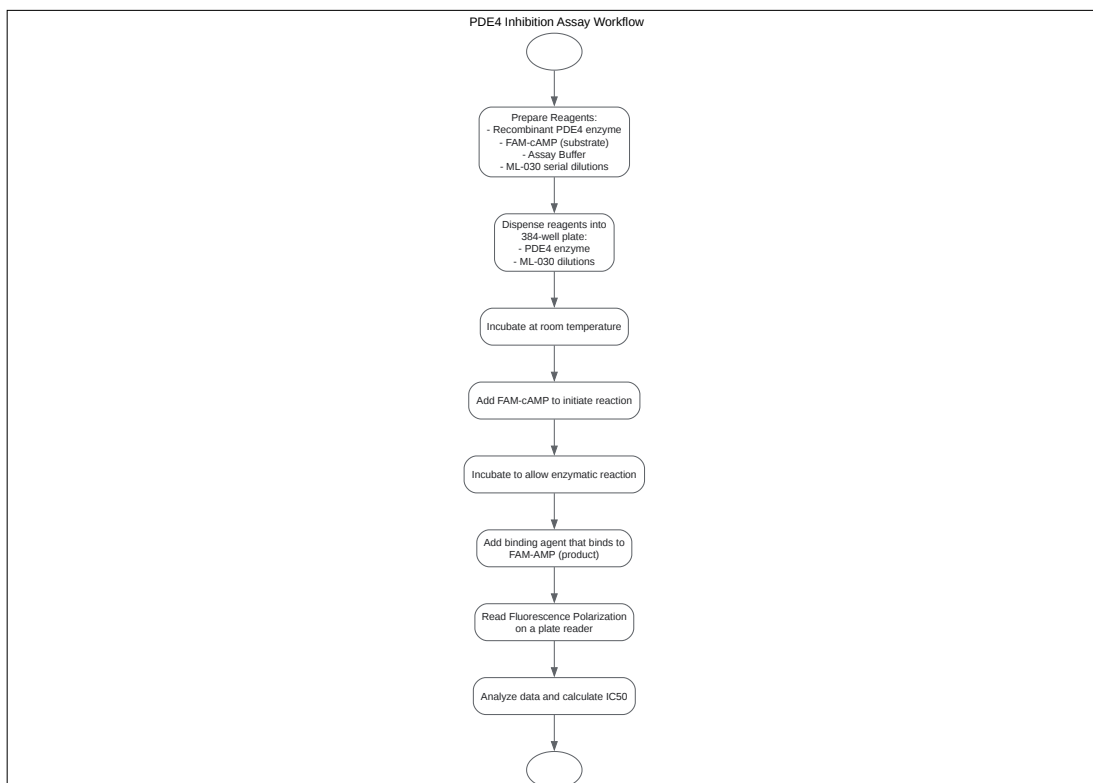 PDE4 Inhibition Assay Workflow
Prepare Reagents:
- Recombinant PDE4 enzyme
- FAM-cAMP (substrate)
- Assay Buffer
- ML-030 serial dilutions
Dispense reagents into
384-well plate:
- PDE4 enzyme
- ML-030 dilutions
Incubate at room temperature
Add FAM-cAMP to initiate reaction
Incubate to allow enzymatic reaction
Add binding agent that binds to
FAM-AMP (product)
Read Fluorescence Polarization
on a plate reader
Analyze data and calculate IC50